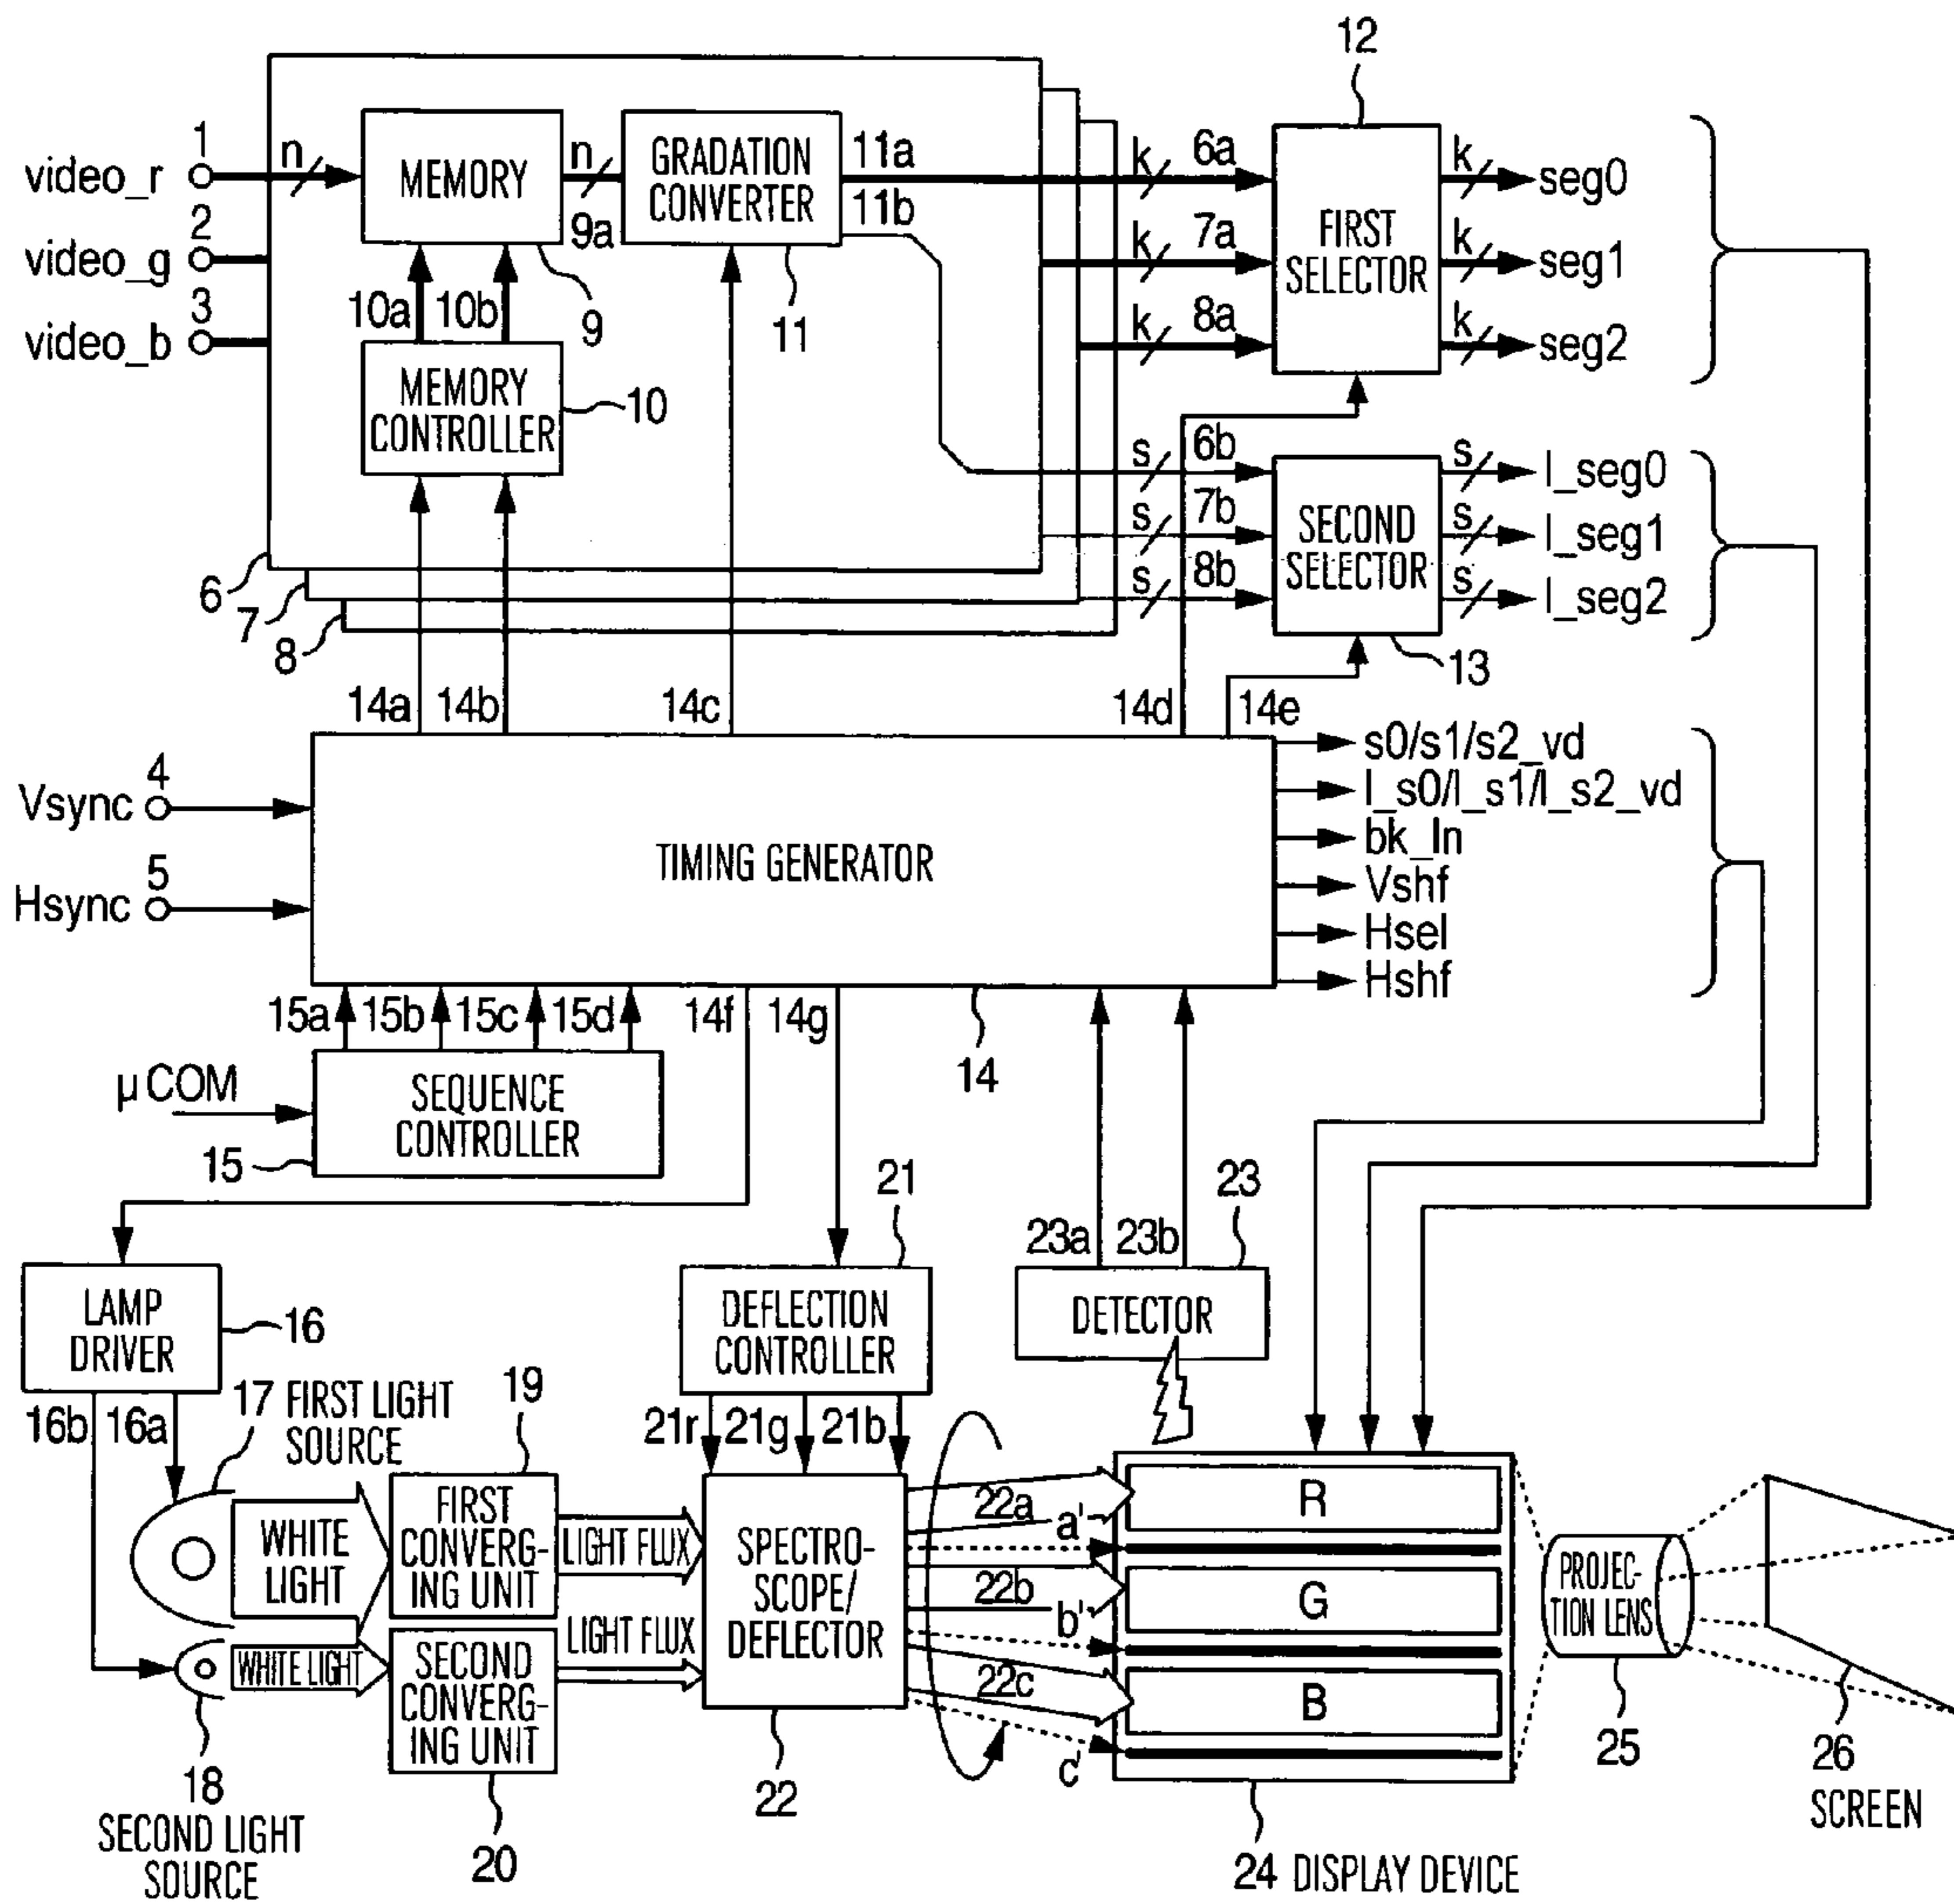 12
1
video_r
n
MEMORY
n
9a
GRADATION
CONVERTER
11a
11b
k
6a
k
seg0
2
video_g
k
7a
FIRST
SELECTOR
k
seg1
3
video_b
10a
10b
9
11
k
8a
k
seg2
MEMORY
CONTROLLER
10
s
6b
s
l_seg0
s
7b
SECOND
SELECTOR
s
l_seg1
s
8b
s
l_seg2
6
7
8
13
14a
14b
14c
14d
14e
s0/s1/s2_vd
l_s0/l_s1/l_s2_vd
bk_ln
Vshf
Hsel
Hshf
4
Vsync
5
Hsync
TIMING GENERATOR
15a
15b
15c
15d
14f
14g
14
µCOM
SEQUENCE
CONTROLLER
15
21
23
23a
23b
LAMP
DRIVER
16
DEFLECTION
CONTROLLER
DETECTOR
16b
16a
17 FIRST LIGHT
SOURCE
19
21r
21g
21b
WHITE
LIGHT
FIRST
CONVERG-
ING UNIT
LIGHT FLUX
SPECTRO-
SCOPE/
DEFLECTOR
22a
a'
R
22b
b'
G
22c
c'
B
PROJEC-
TION LENS
WHITE LIGHT
SECOND
CONVERG-
ING UNIT
LIGHT FLUX
18
SECOND LIGHT
SOURCE
20
22
24 DISPLAY DEVICE
25
26
SCREEN